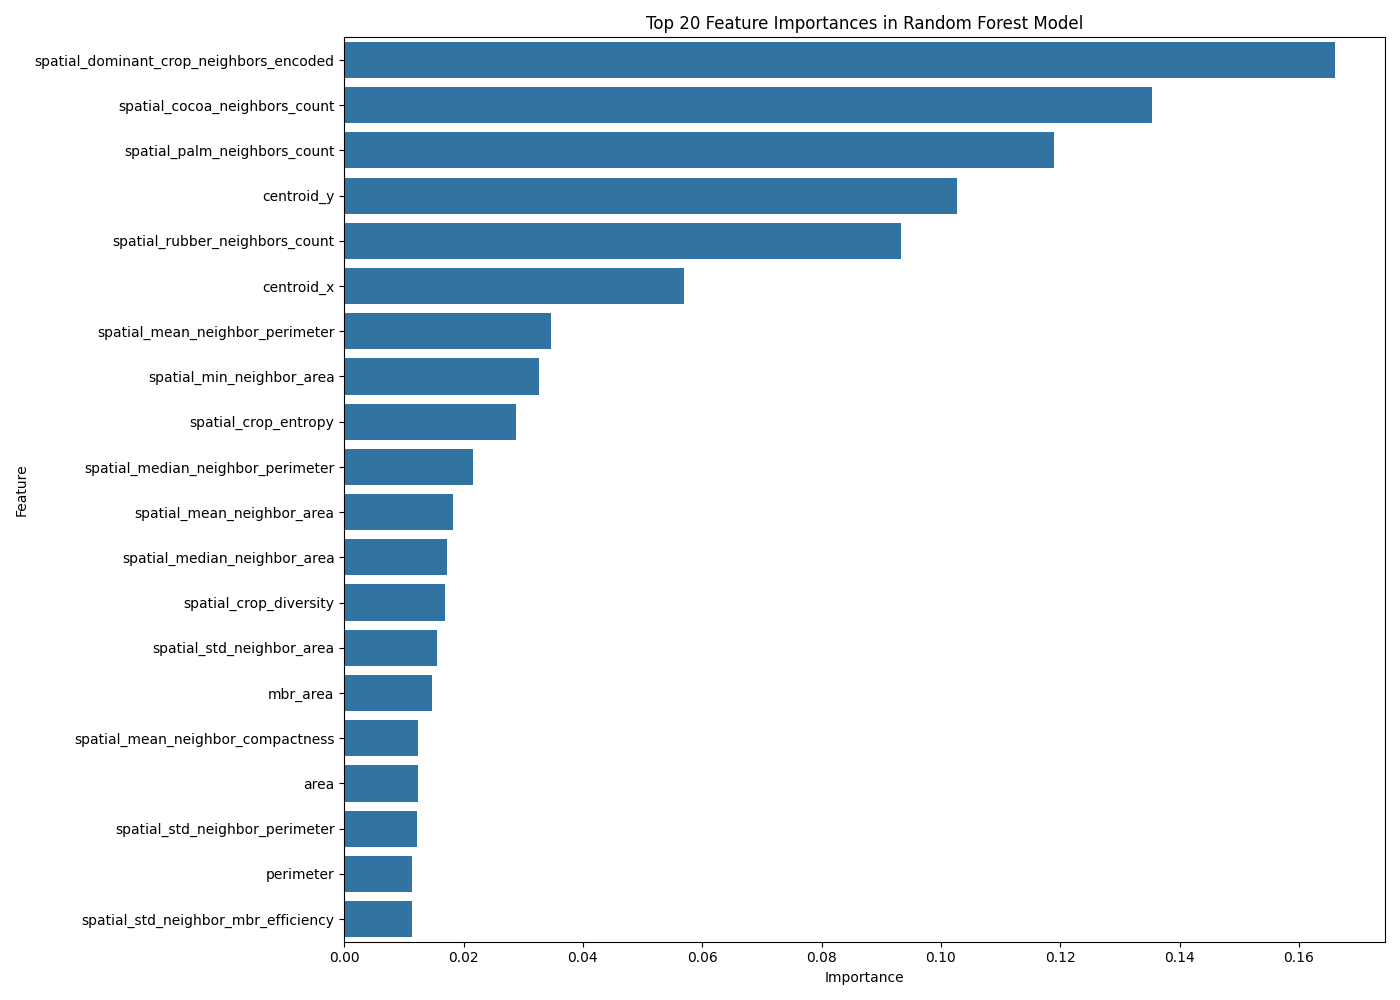 Top 20 Feature Importances in Random Forest Model
spatial_dominant_crop_neighbors_encoded
spatial_cocoa_neighbors_count
spatial_palm_neighbors_count
centroid_y
spatial_rubber_neighbors_count
centroid_x
spatial_mean_neighbor_perimeter
spatial_min_neighbor_area
spatial_crop_entropy
spatial_median_neighbor_perimeter
spatial_mean_neighbor_area
spatial_median_neighbor_area
spatial_crop_diversity
spatial_std_neighbor_area
mbr_area
spatial_mean_neighbor_compactness
area
spatial_std_neighbor_perimeter
perimeter
spatial_std_neighbor_mbr_efficiency
Feature
0.00 0.02 0.04 0.06 0.08 0.10 0.12 0.14 0.16
Importance